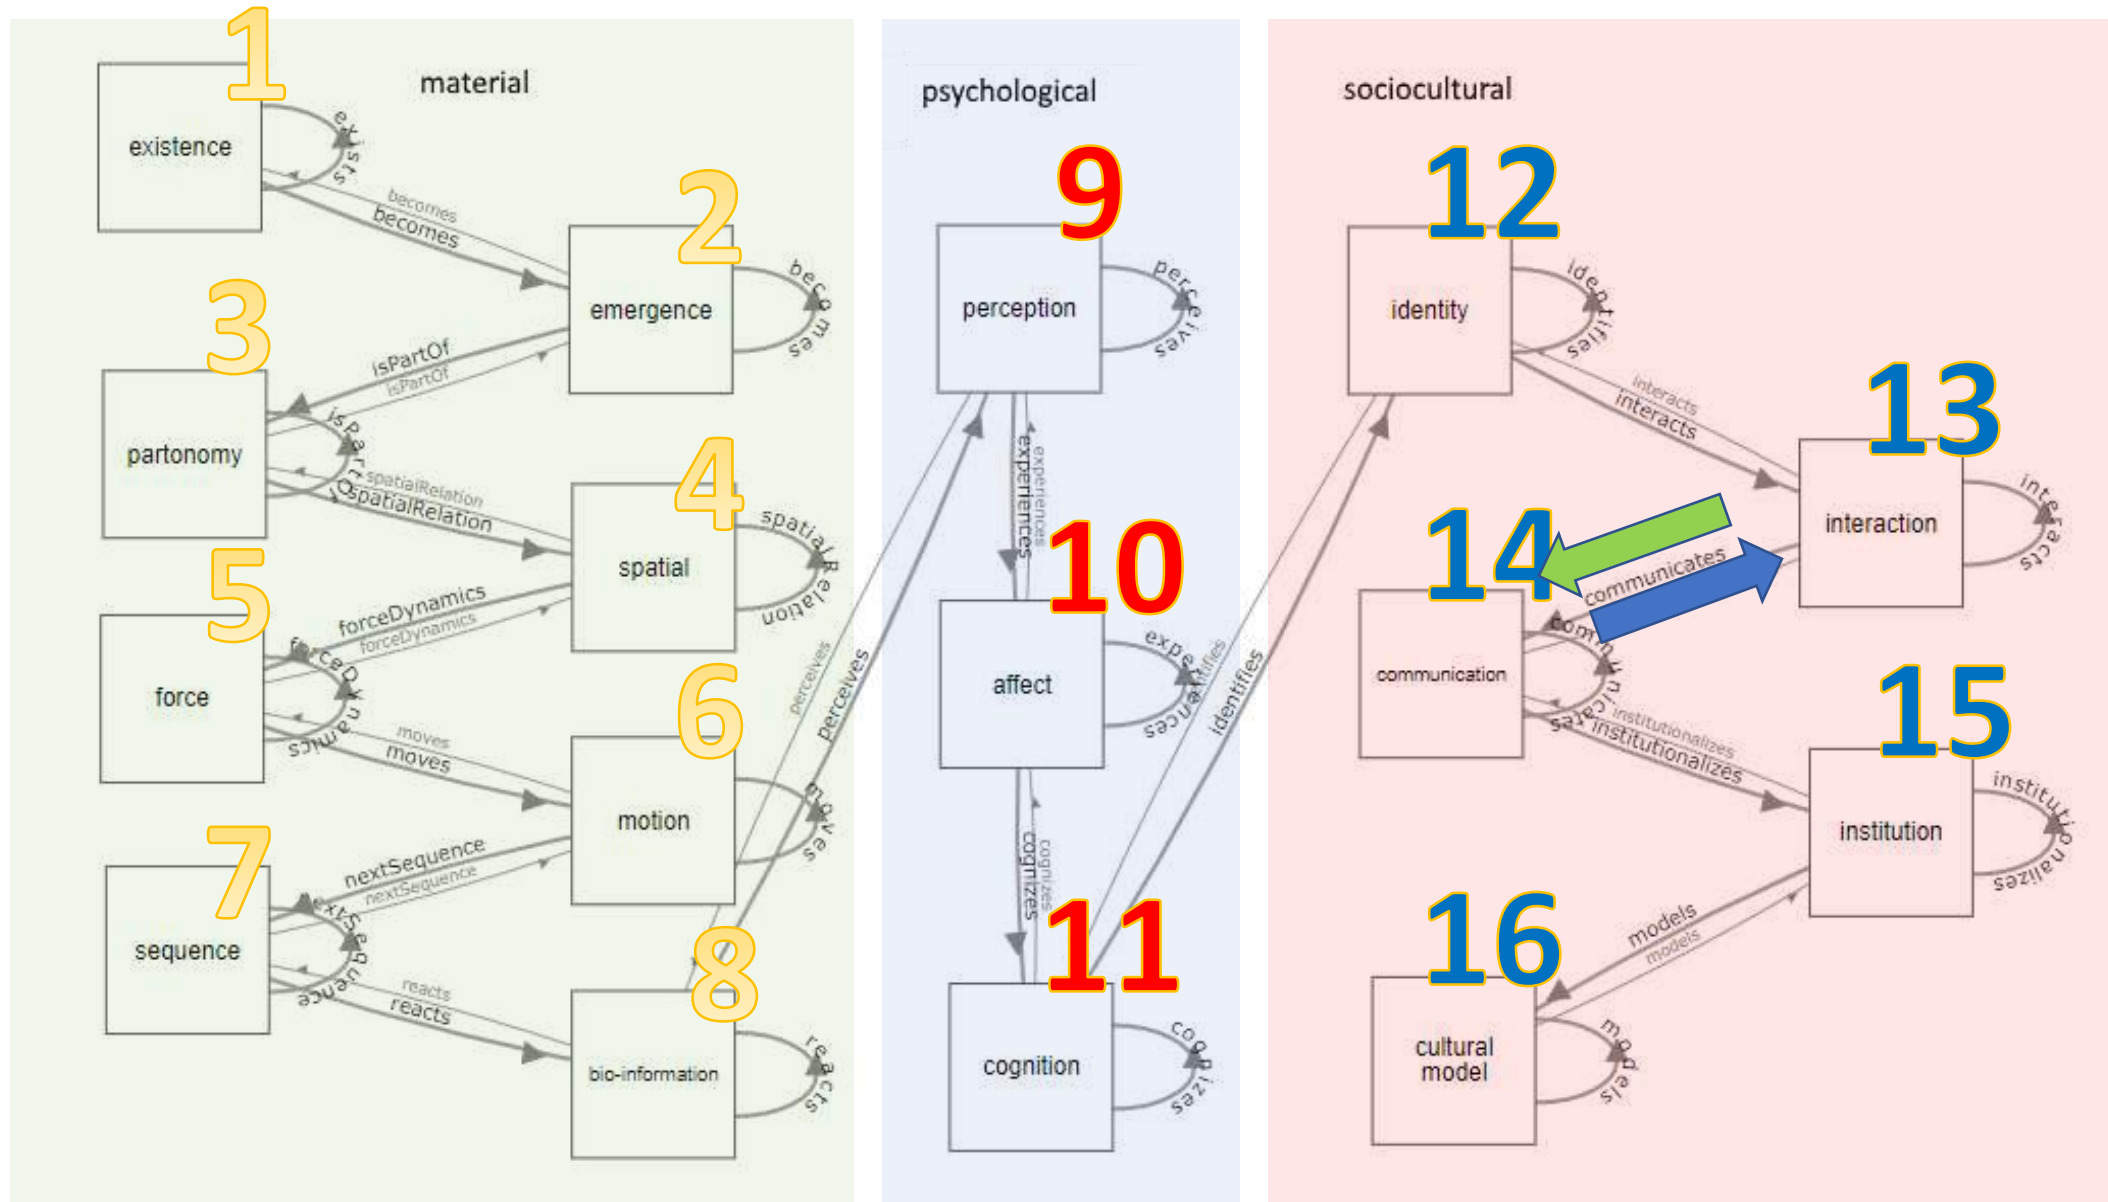 material
1
existence
exists
becomes
becomes
2
emergence
becomes
isPartOf
isPartOf
3
partonomy
isPartOf
spatialRelation
spatialRelation
4
spatial
spatialRelation
forceDynamics
forceDynamics
5
force
forceDynamics
moves
moves
6
motion
moves
nextSequence
nextSequence
7
sequence
nextSequence
reacts
reacts
8
bio-information
reacts
perceives
perceives
psychological
9
perception
perceives
experiences
experiences
10
affect
experiences
cognizes
cognizes
11
cognition
cognizes
identifies
identifies
sociocultural
12
identity
identifies
interacts
interacts
13
interaction
interacts
communicates
14
communication
communicates
institutionalizes
institutionalizes
15
institution
institutionalizes
models
models
16
cultural
model
models